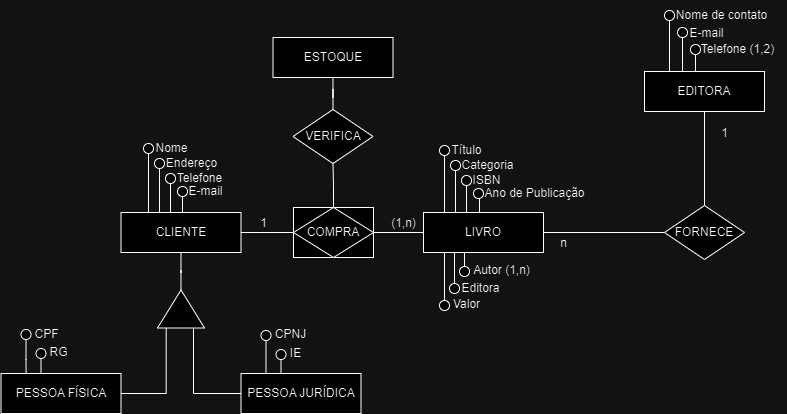 Nome de contato
E-mail
Telefone (1,2)
ESTOQUE
EDITORA
VERIFICA
1
Nome
Endereço
Telefone
E-mail
Título
Categoria
ISBN
Ano de Publicação
CLIENTE
1
COMPRA
(1,n)
LIVRO
n
FORNECE
Autor (1,n)
Editora
Valor
CPF
RG
CPNJ
IE
PESSOA FÍSICA
PESSOA JURÍDICA